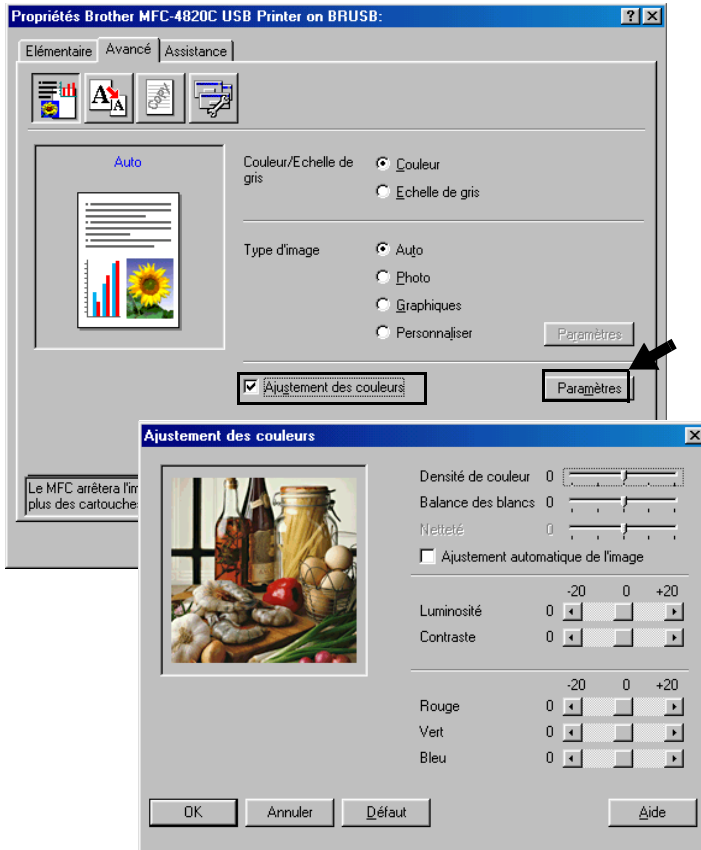 Propriétés Brother MFC-4820C USB Printer on BRUSB:
Elémentaire Avancé Assistance
Copy
Auto
Couleur/Echelle de gris
Couleur
Echelle de gris
Type d'image
Auto
Photo
Graphiques
Personnaliser
Paramètres
Ajustement des couleurs
Paramètres
Le MFC arrêtera l'im
plus des cartouche
Ajustement des couleurs
Densité de couleur 0
Balance des blancs 0
Netteté 0
Ajustement automatique de l'image
-20 0 +20
Luminosité 0
Contraste 0
-20 0 +20
Rouge 0
Vert 0
Bleu 0
OK Annuler Défaut Aide